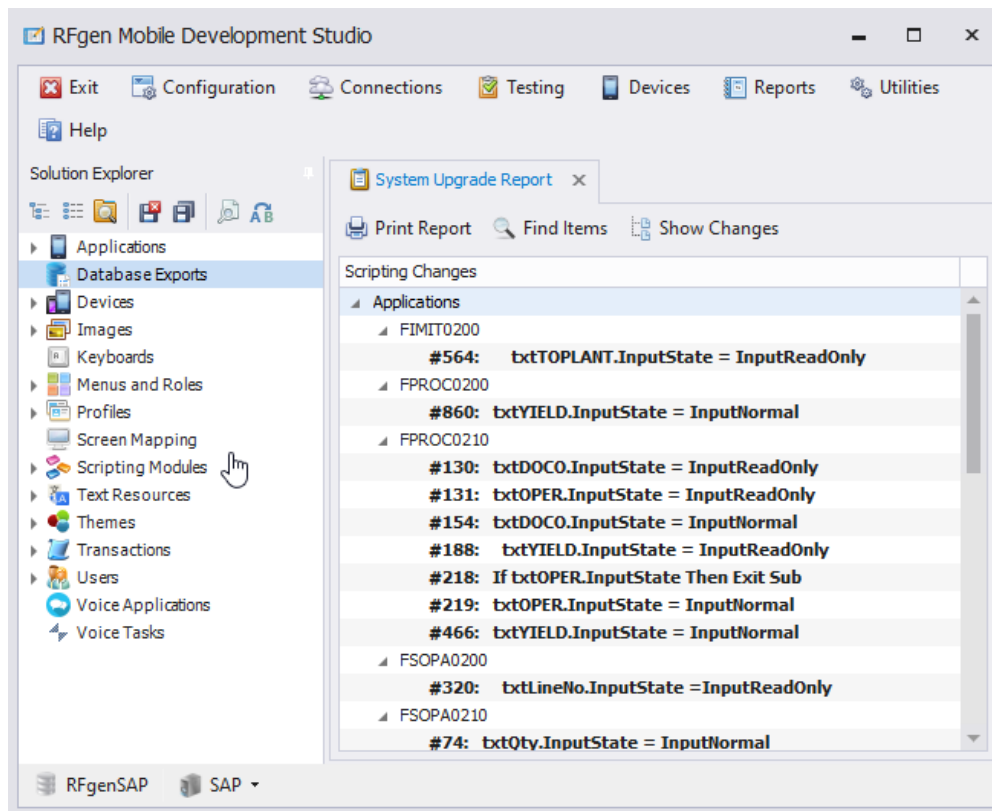 RFgen Mobile Development Studio
Exit Configuration Connections Testing Devices Reports Utilities
Help
Solution Explorer
Applications
Database Exports
Devices
Images
Keyboards
Menus and Roles
Profiles
Screen Mapping
Scripting Modules
Text Resources
Themes
Transactions
Users
Voice Applications
Voice Tasks
System Upgrade Report
Print Report Find Items Show Changes
Scripting Changes
Applications
FIMIT0200
#564: txtTOPLANT.InputState = InputReadOnly
FPROC0200
#860: txtYIELD.InputState = InputNormal
FPROC0210
#130: txtDOCO.InputState = InputReadOnly
#131: txtOPER.InputState = InputReadOnly
#154: txtDOCO.InputState = InputNormal
#188: txtYIELD.InputState = InputReadOnly
#218: If txtOPER.InputState Then Exit Sub
#219: txtOPER.InputState = InputNormal
#466: txtYIELD.InputState = InputNormal
FSOPA0200
#320: txtLineNo.InputState =InputReadOnly
FSOPA0210
#74: txtQty.InputState = InputNormal
RFgenSAP SAP